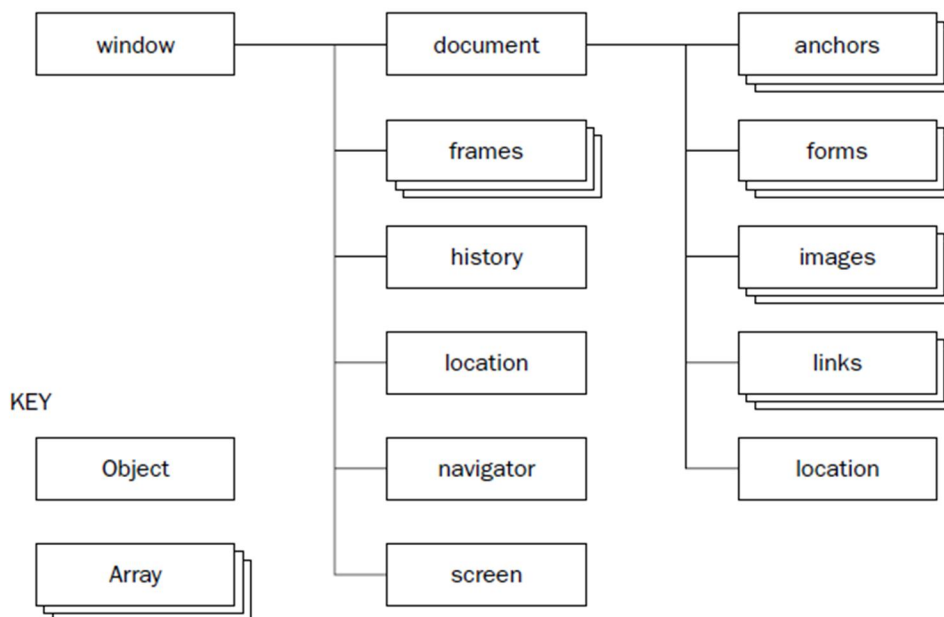 window
document
anchors
frames
forms
history
images
location
links
KEY
Object
navigator
location
Array
screen